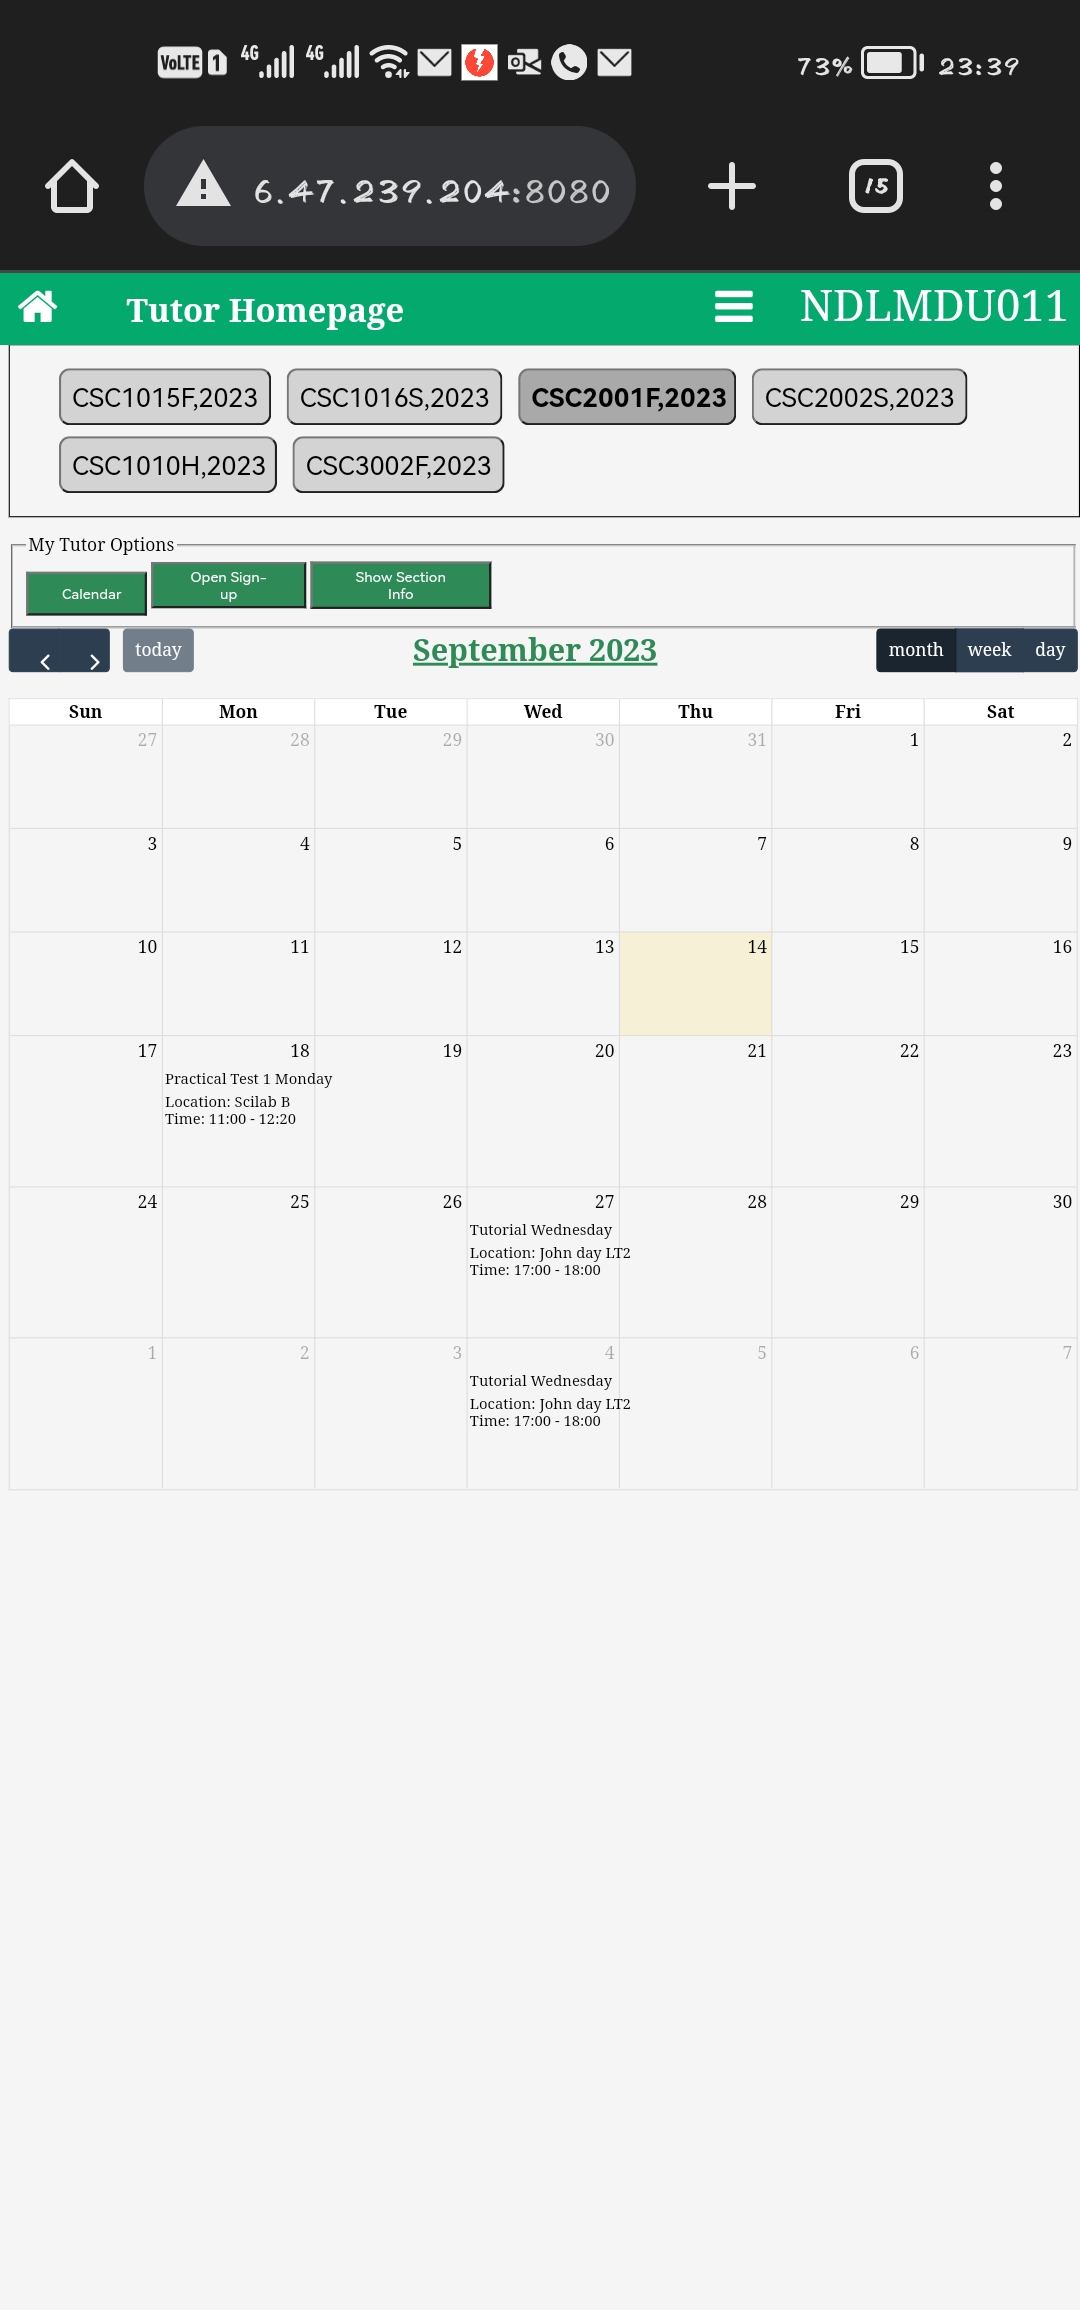 VoLTE 1 4G 4G 73% 23:39
6.47.239.204:8080 15
Tutor Homepage NDLMDU011
CSC1015F,2023 CSC1016S,2023 CSC2001F,2023 CSC2002S,2023
CSC1010H,2023 CSC3002F,2023
My Tutor Options
Calendar
Open Sign-
up
Show Section
Info
today September 2023 month week day
Sun Mon Tue Wed Thu Fri Sat
27 28 29 30 31 1 2
3 4 5 6 7 8 9
10 11 12 13 14 15 16
17 18 19 20 21 22 23
Practical Test 1 Monday
Location: Scilab B
Time: 11:00 - 12:20
24 25 26 27 28 29 30
Tutorial Wednesday
Location: John day LT2
Time: 17:00 - 18:00
1 2 3 4 5 6 7
Tutorial Wednesday
Location: John day LT2
Time: 17:00 - 18:00